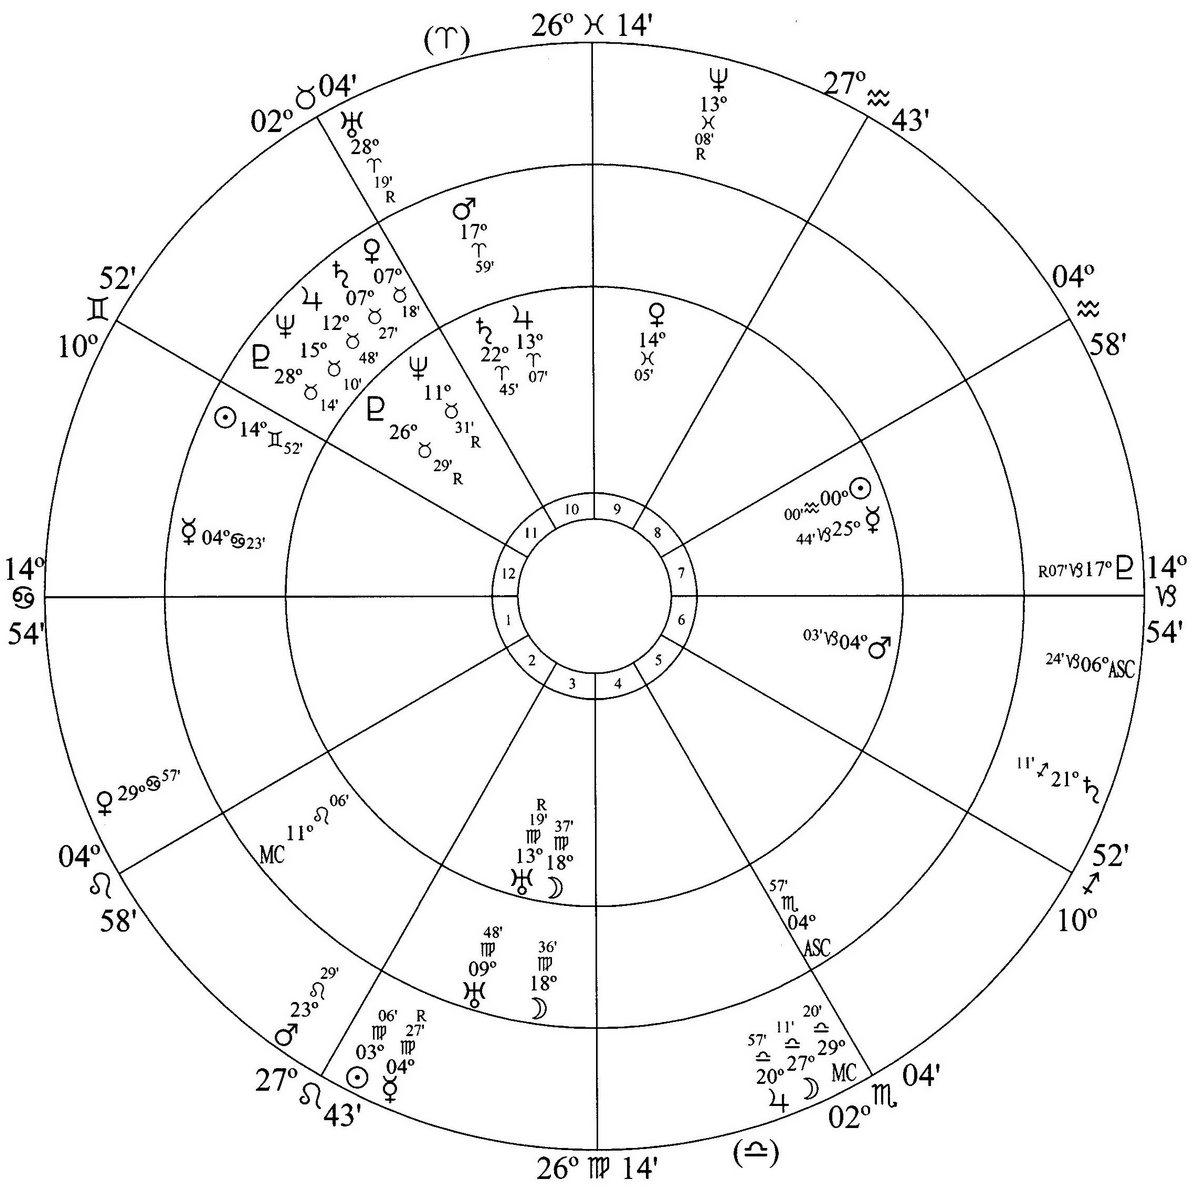 26° ♓ 14'
(♈)
27° ♒ 43'
04° ♒ 58'
14° ♑ 54'
52' ♐ 10°
04' ♏ 02°
(♎)
26° ♍ 14'
27° ♌ 43'
04° ♌ 58'
14° ♋ 54'
52' ♊ 10°
02° ♉ 04'
♅ 28° ♈ 19' R
♆ 13° ♓ 08' R
R07'♑17°♇
24'♑06°ASC
11'♐21°♄
20' ♎ 29° MC
11' ♎ 27° ☽
57' ♎ 20° ♃
R 27' ♍ 04° ☿
06' ♍ 03° ☉
29' ♌ 23° ♂
♀ 29°♋57'
♂ 17° ♈ 59'
♀ 07° ♉ 18'
♄ 07° ♉ 27'
♃ 12° ♉ 48'
♆ 15° ♉ 10'
♇ 28° ♉ 14'
☉ 14°♊52'
☿ 04°♋23'
MC 11° ♌ 06'
48' ♍ 09° ♅
36' ♍ 18° ☽
57' ♏ 04° ASC
♀ 14° ♓ 05'
♃ 13° ♈ 07'
♄ 22° ♈ 45'
♆ 11° ♉ 31' R
♇ 26° ♉ 29' R
00'♒00°☉
44'♑25°☿
03'♑04°♂
R 19' ♍ 13° ♅
37' ♍ 18° ☽
1
2
3
4
5
6
7
8
9
10
11
12